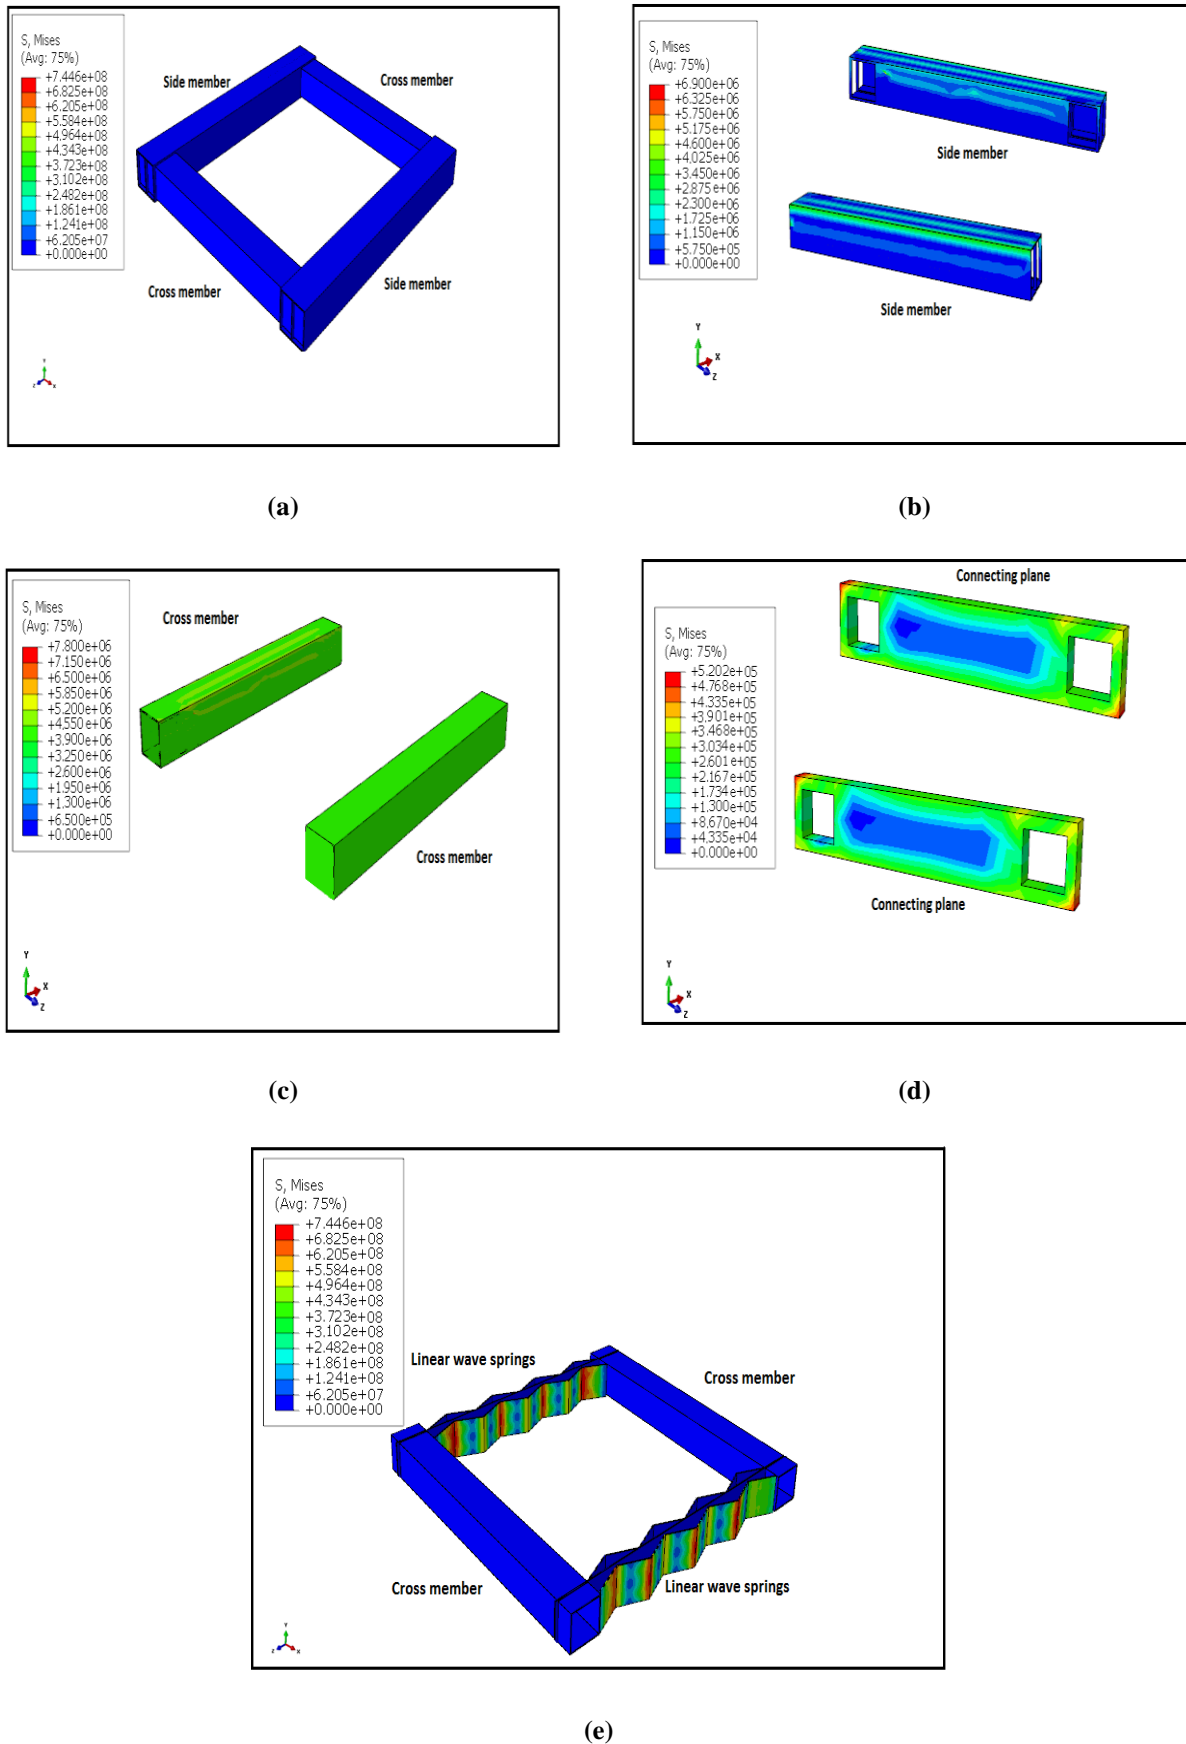 S, Mises
(Avg: 75%)
+7.446e+08
+6.825e+08
+6.205e+08
+5.584e+08
+4.964e+08
+4.343e+08
+3.723e+08
+3.102e+08
+2.482e+08
+1.861e+08
+1.241e+08
+6.205e+07
+0.000e+00
Side member
Cross member
Cross member
Side member
Y
Z
X
(a)
S, Mises
(Avg: 75%)
+6.900e+06
+6.325e+06
+5.750e+06
+5.175e+06
+4.600e+06
+4.025e+06
+3.450e+06
+2.875e+06
+2.300e+06
+1.725e+06
+1.150e+06
+5.750e+05
+0.000e+00
Side member
Side member
Y
X
Z
(b)
S, Mises
(Avg: 75%)
+7.800e+06
+7.150e+06
+6.500e+06
+5.850e+06
+5.200e+06
+4.550e+06
+3.900e+06
+3.250e+06
+2.600e+06
+1.950e+06
+1.300e+06
+6.500e+05
+0.000e+00
Cross member
Cross member
Y
X
Z
(c)
Connecting plane
S, Mises
(Avg: 75%)
+5.202e+05
+4.768e+05
+4.335e+05
+3.901e+05
+3.468e+05
+3.034e+05
+2.601e+05
+2.167e+05
+1.734e+05
+1.300e+05
+8.670e+04
+4.335e+04
+0.000e+00
Connecting plane
Y
X
Z
(d)
S, Mises
(Avg: 75%)
+7.446e+08
+6.825e+08
+6.205e+08
+5.584e+08
+4.964e+08
+4.343e+08
+3.723e+08
+3.102e+08
+2.482e+08
+1.861e+08
+1.241e+08
+6.205e+07
+0.000e+00
Linear wave springs
Cross member
Cross member
Linear wave springs
Y
Z
X
(e)